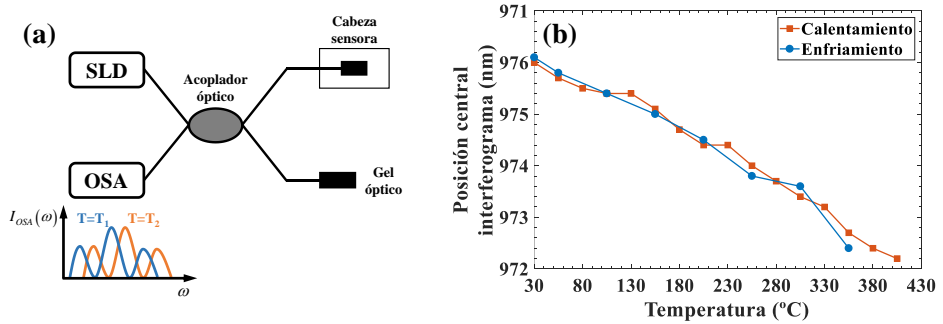 (a)
Cabeza
sensora
SLD
Acoplador
óptico
OSA
Gel
óptico
I_OSA(ω)
T=T₁
T=T₂
ω
(b)
Calentamiento
Enfriamiento
Posición central
interferograma (nm)
971
976
975
974
973
972
30 80 130 180 230 280 330 380 430
Temperatura (ºC)